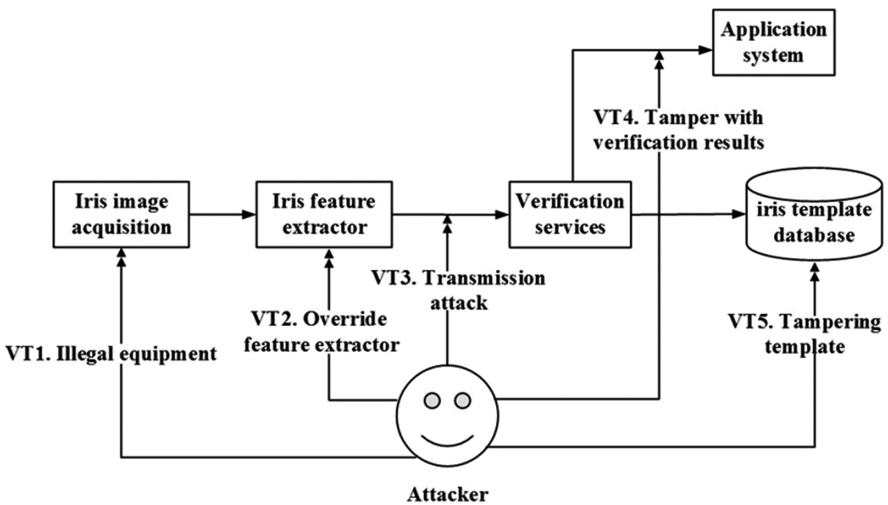 Application
system
VT4. Tamper with
verification results
Iris image
acquisition
Iris feature
extractor
Verification
services
iris template
database
VT3. Transmission
attack
VT2. Override
feature extractor
VT5. Tampering
template
VT1. Illegal equipment
Attacker